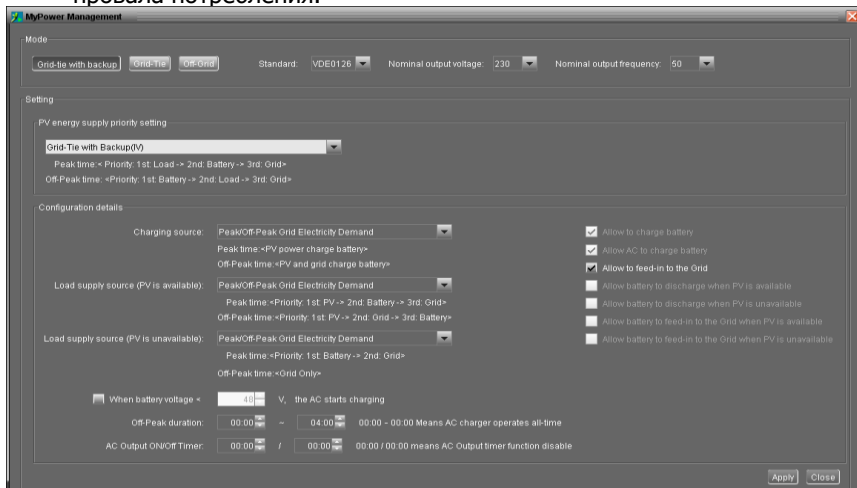 провала потребления.
MyPower Management
Mode
Grid-tie with backup Grid-Tie Off-Grid Standard: VDE0126 Nominal output voltage: 230 Nominal output frequency: 50
Setting
PV energy supply priority setting
Grid-Tie with Backup(IV)
Peak time:< Priority: 1st: Load -> 2nd: Battery -> 3rd: Grid>
Off-Peak time: <Priority: 1st: Battery -> 2nd: Load -> 3rd: Grid>
Configuration details
Charging source: Peak/Off-Peak Grid Electricity Demand
Peak time:<PV power charge battery>
Off-Peak time:<PV and grid charge battery>
Load supply source (PV is available): Peak/Off-Peak Grid Electricity Demand
Peak time:<Priority: 1st: PV -> 2nd: Battery -> 3rd: Grid>
Off-Peak time:<Priority: 1st: PV -> 2nd: Grid -> 3rd: Battery>
Load supply source (PV is unavailable): Peak/Off-Peak Grid Electricity Demand
Peak time:<Priority: 1st: Battery -> 2nd: Grid>
Off-Peak time:<Grid Only>
When battery voltage < 48 V, the AC starts charging
Off-Peak duration: 00:00 ~ 04:00 00:00 ~ 00:00 Means AC charger operates all-time
AC Output ON/Off Timer: 00:00 / 00:00 00:00 / 00:00 means AC Output timer function disable
Allow to charge battery
Allow AC to charge battery
Allow to feed-in to the Grid
Allow battery to discharge when PV is available
Allow battery to discharge when PV is unavailable
Allow battery to feed-in to the Grid when PV is available
Allow battery to feed-in to the Grid when PV is unavailable
Apply Close